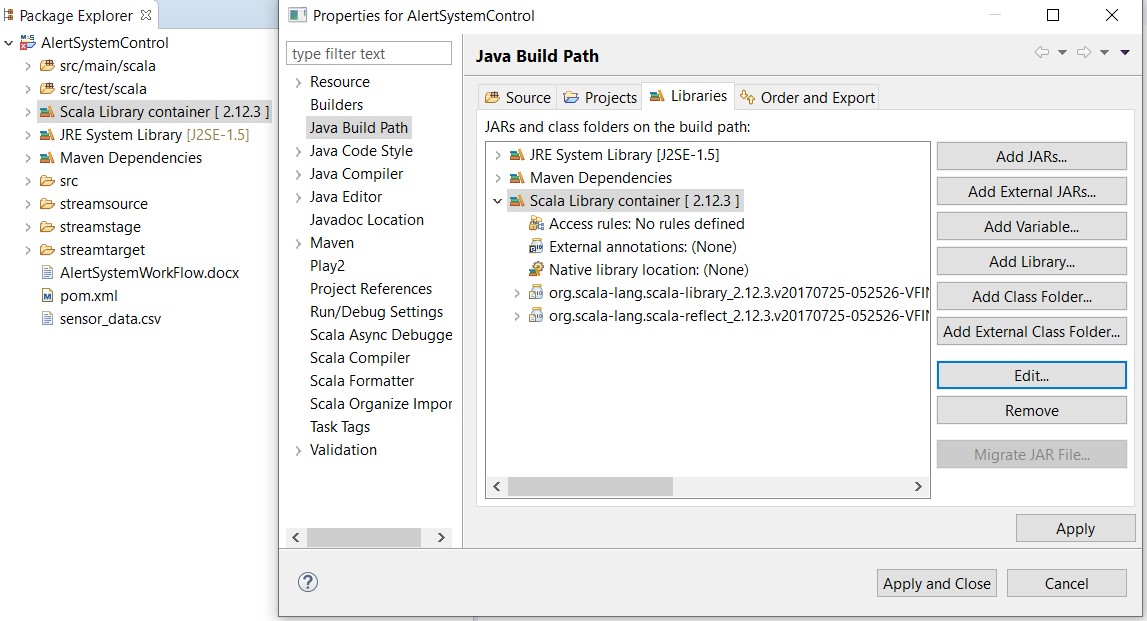 Package Explorer
AlertSystemControl
src/main/scala
src/test/scala
Scala Library container [ 2.12.3 ]
JRE System Library [J2SE-1.5]
Maven Dependencies
src
streamsource
streamstage
streamtarget
AlertSystemWorkFlow.docx
pom.xml
sensor_data.csv
Properties for AlertSystemControl
type filter text
Resource
Builders
Java Build Path
Java Code Style
Java Compiler
Java Editor
Javadoc Location
Maven
Play2
Project References
Run/Debug Settings
Scala Async Debugge
Scala Compiler
Scala Formatter
Scala Organize Impor
Task Tags
Validation
Java Build Path
Source Projects Libraries Order and Export
JARs and class folders on the build path:
JRE System Library [J2SE-1.5]
Maven Dependencies
Scala Library container [ 2.12.3 ]
Access rules: No rules defined
External annotations: (None)
Native library location: (None)
org.scala-lang.scala-library_2.12.3.v20170725-052526-VFIN
org.scala-lang.scala-reflect_2.12.3.v20170725-052526-VFIN
Add JARs...
Add External JARs...
Add Variable...
Add Library...
Add Class Folder...
Add External Class Folder...
Edit...
Remove
Migrate JAR File...
Apply
?
Apply and Close
Cancel